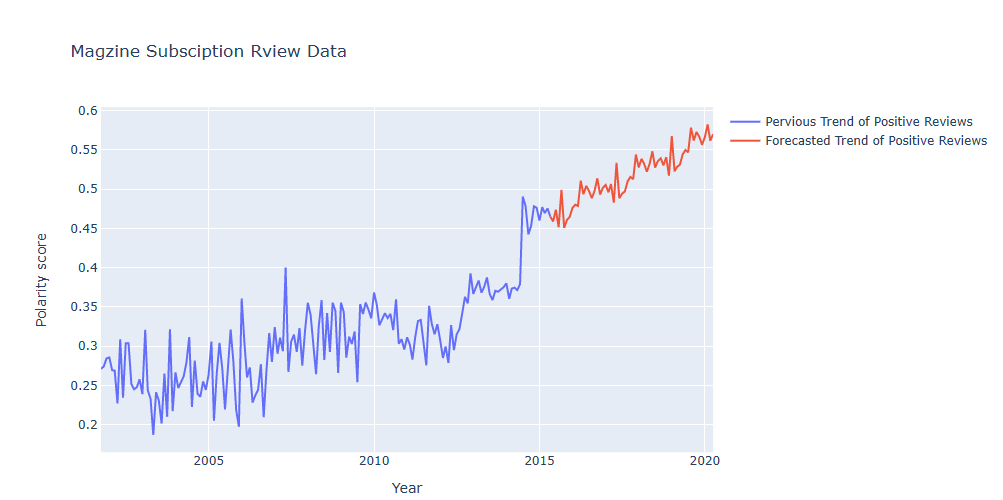 Magzine Subsciption Rview Data
Pervious Trend of Positive Reviews
Forecasted Trend of Positive Reviews
Polarity score
0.6
0.55
0.5
0.45
0.4
0.35
0.3
0.25
0.2
2005
2010
2015
2020
Year